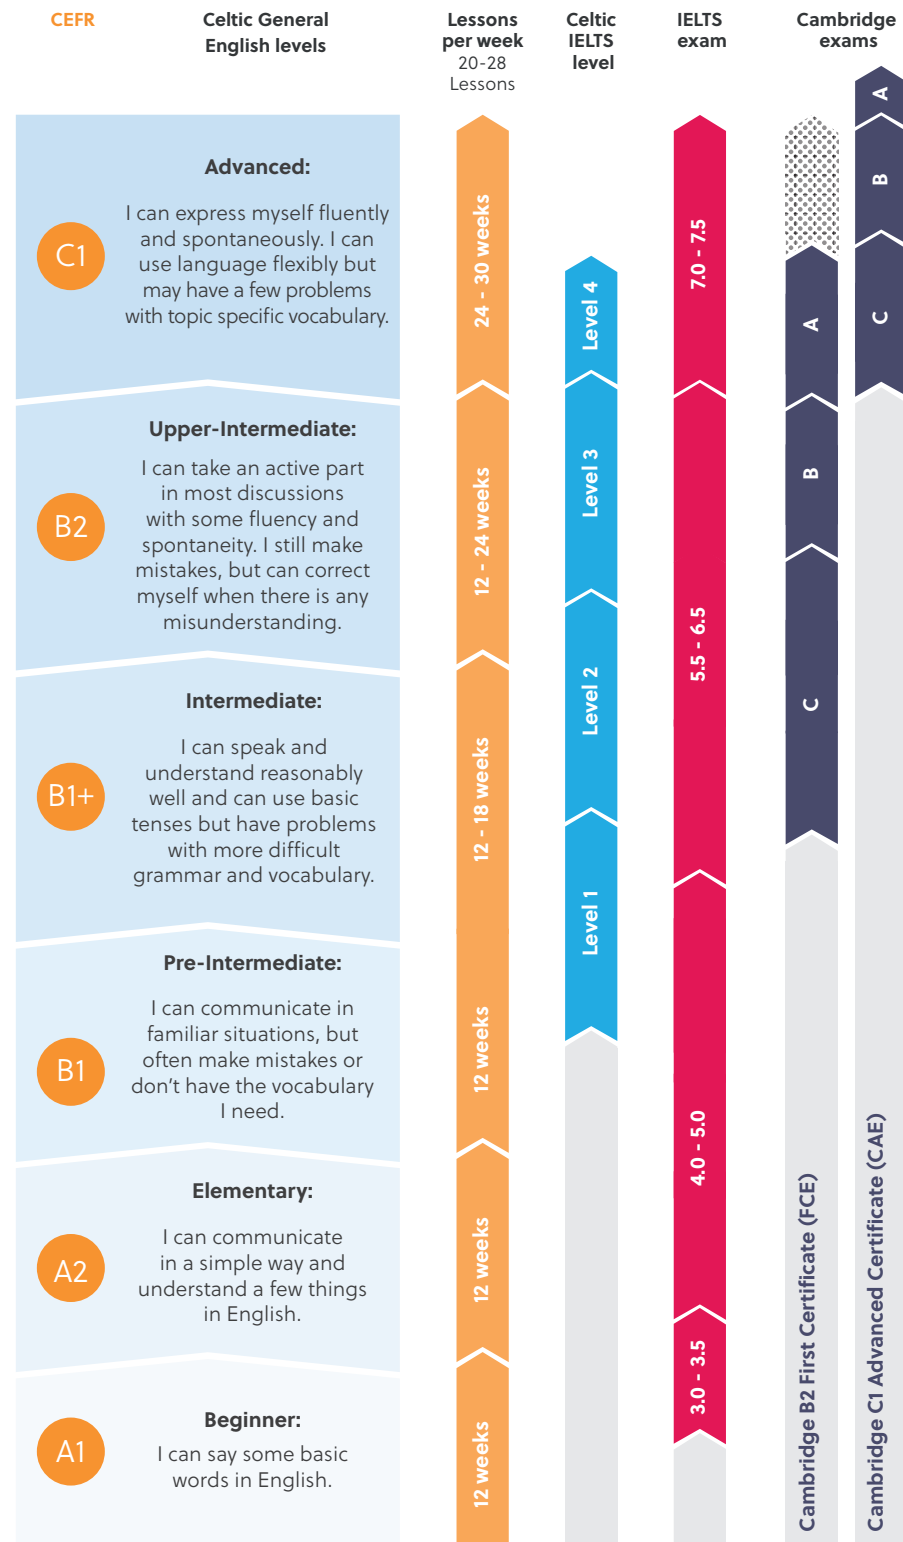 CEFR
Celtic General
English levels
Lessons
per week
20-28
Lessons
Celtic
IELTS
level
IELTS
exam
Cambridge
exams
C1
Advanced:
I can express myself fluently
and spontaneously. I can
use language flexibly but
may have a few problems
with topic specific vocabulary.
B2
Upper-Intermediate:
I can take an active part
in most discussions
with some fluency and
spontaneity. I still make
mistakes, but can correct
myself when there is any
misunderstanding.
B1+
Intermediate:
I can speak and
understand reasonably
well and can use basic
tenses but have problems
with more difficult
grammar and vocabulary.
B1
Pre-Intermediate:
I can communicate in
familiar situations, but
often make mistakes or
don't have the vocabulary
I need.
A2
Elementary:
I can communicate
in a simple way and
understand a few things
in English.
A1
Beginner:
I can say some basic
words in English.
24 - 30 weeks
12 - 24 weeks
12 - 18 weeks
12 weeks
12 weeks
12 weeks
Level 4
Level 3
Level 2
Level 1
7.0 - 7.5
5.5 - 6.5
4.0 - 5.0
3.0 - 3.5
A
B
C
Cambridge B2 First Certificate (FCE)
A
B
C
Cambridge C1 Advanced Certificate (CAE)